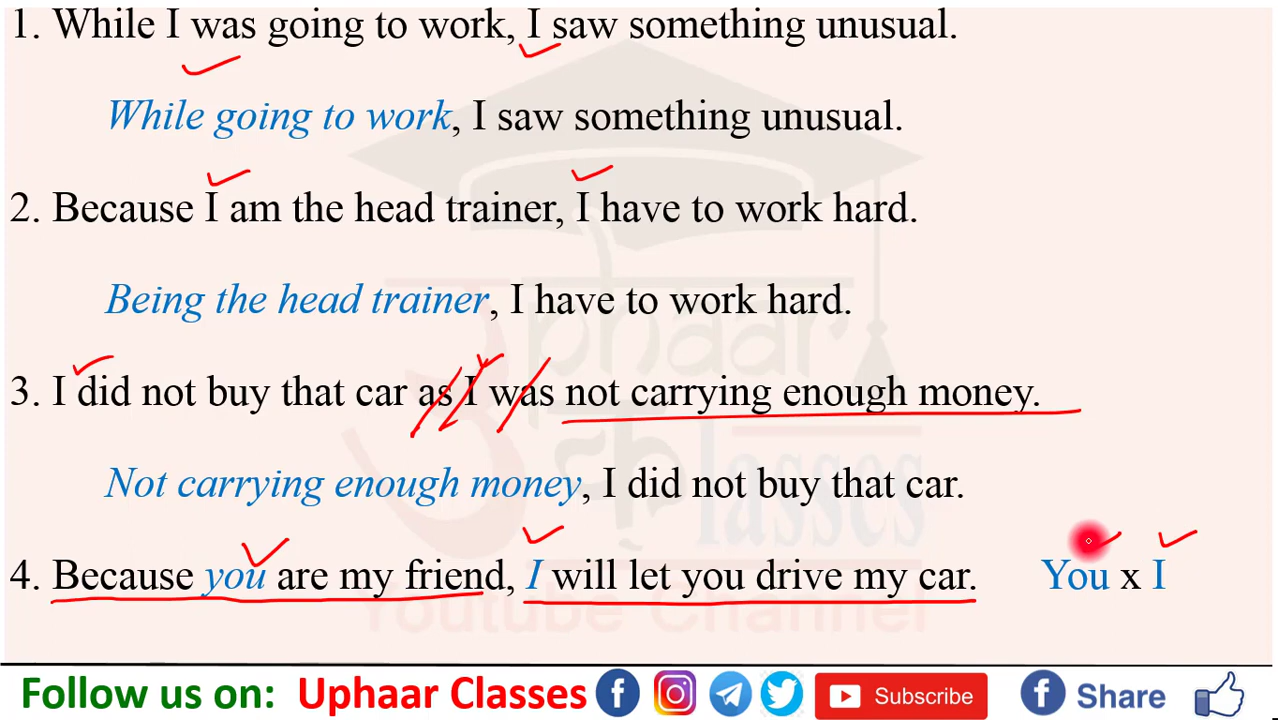 1. While I was going to work, I saw something unusual.
While going to work, I saw something unusual.
2. Because I am the head trainer, I have to work hard.
Being the head trainer, I have to work hard.
3. I did not buy that car as I was not carrying enough money.
Not carrying enough money, I did not buy that car.
4. Because you are my friend, I will let you drive my car. You x I
Youtube Channel
Follow us on: Uphaar Classes Subscribe Share